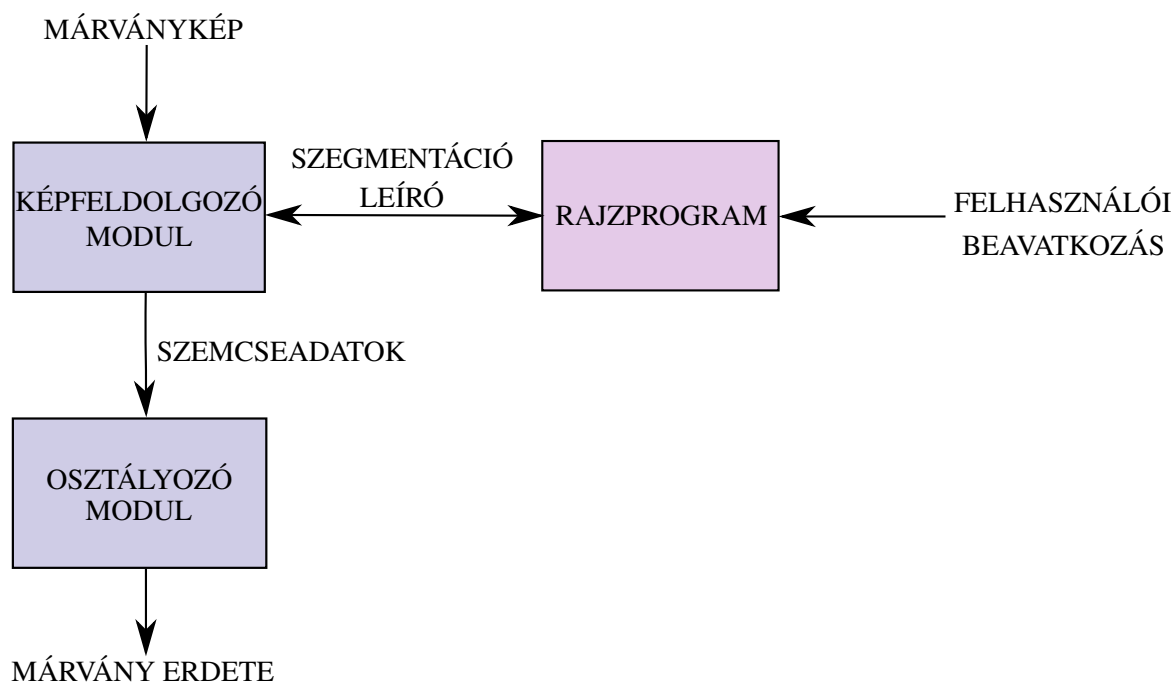 MÁRVÁNYKÉP
KÉPFELDOLGOZÓ
MODUL
SZEGMENTÁCIÓ
LEÍRÓ
RAJZPROGRAM
FELHASZNÁLÓI
BEAVATKOZÁS
SZEMCSEADATOK
OSZTÁLYOZÓ
MODUL
MÁRVÁNY ERDETE